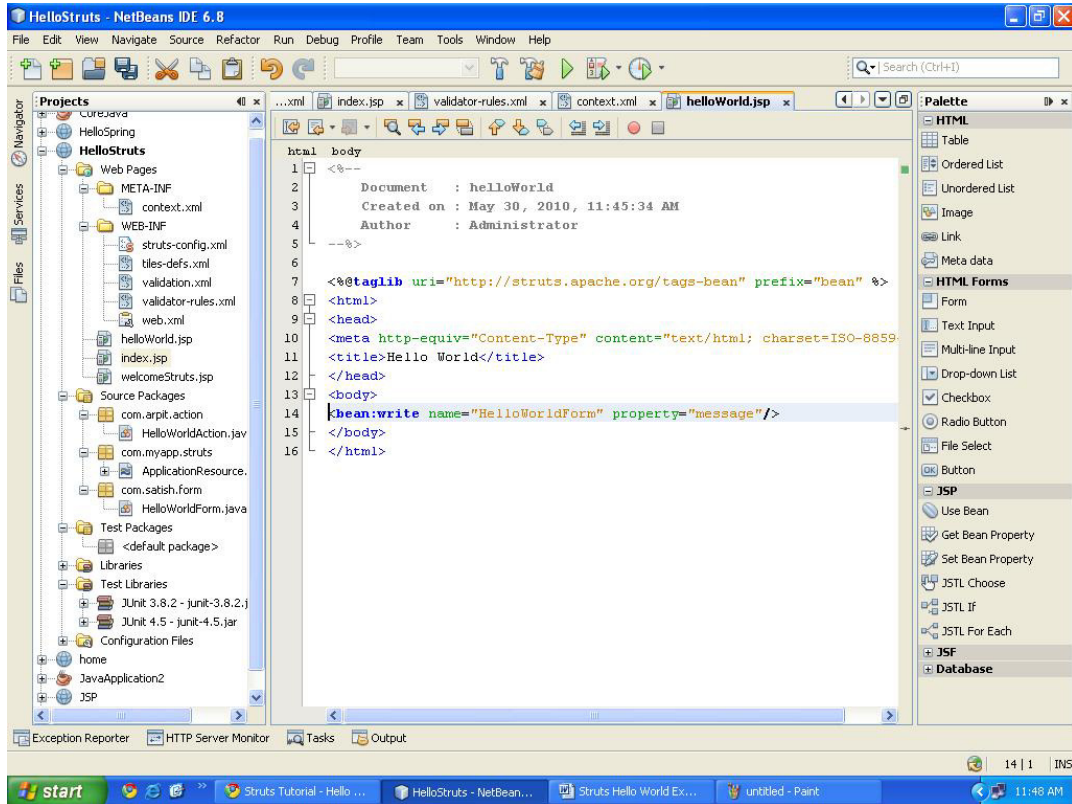 HelloStruts - NetBeans IDE 6.8
File Edit View Navigate Source Refactor Run Debug Profile Team Tools Window Help
Search (Ctrl+I)
Navigator
Services
Files
Projects
CoreJava
HelloSpring
HelloStruts
Web Pages
META-INF
context.xml
WEB-INF
struts-config.xml
tiles-defs.xml
validation.xml
validator-rules.xml
web.xml
helloWorld.jsp
index.jsp
welcomeStruts.jsp
Source Packages
com.arpit.action
HelloWorldAction.jav
com.myapp.struts
ApplicationResource.
com.satish.form
HelloWorldForm.java
Test Packages
<default package>
Libraries
Test Libraries
JUnit 3.8.2 - junit-3.8.2.j
JUnit 4.5 - junit-4.5.jar
Configuration Files
home
JavaApplication2
JSP
...xml index.jsp validator-rules.xml context.xml helloWorld.jsp
html body
1 <%--
2 Document : helloWorld
3 Created on : May 30, 2010, 11:45:34 AM
4 Author : Administrator
5 --%>
6
7 <%@taglib uri="http://struts.apache.org/tags-bean" prefix="bean" %>
8 <html>
9 <head>
10 <meta http-equiv="Content-Type" content="text/html; charset=ISO-8859-
11 <title>Hello World</title>
12 </head>
13 <body>
14 <bean:write name="HelloWorldForm" property="message"/>
15 </body>
16 </html>
Palette
HTML
Table
Ordered List
Unordered List
Image
Link
Meta data
HTML Forms
Form
Text Input
Multi-line Input
Drop-down List
Checkbox
Radio Button
File Select
OK Button
JSP
Use Bean
Get Bean Property
Set Bean Property
JSTL Choose
JSTL If
JSTL For Each
JSF
Database
Exception Reporter HTTP Server Monitor Tasks Output
14 | 1 INS
start Struts Tutorial - Hello ... HelloStruts - NetBean... Struts Hello World Ex... untitled - Paint 11:48 AM